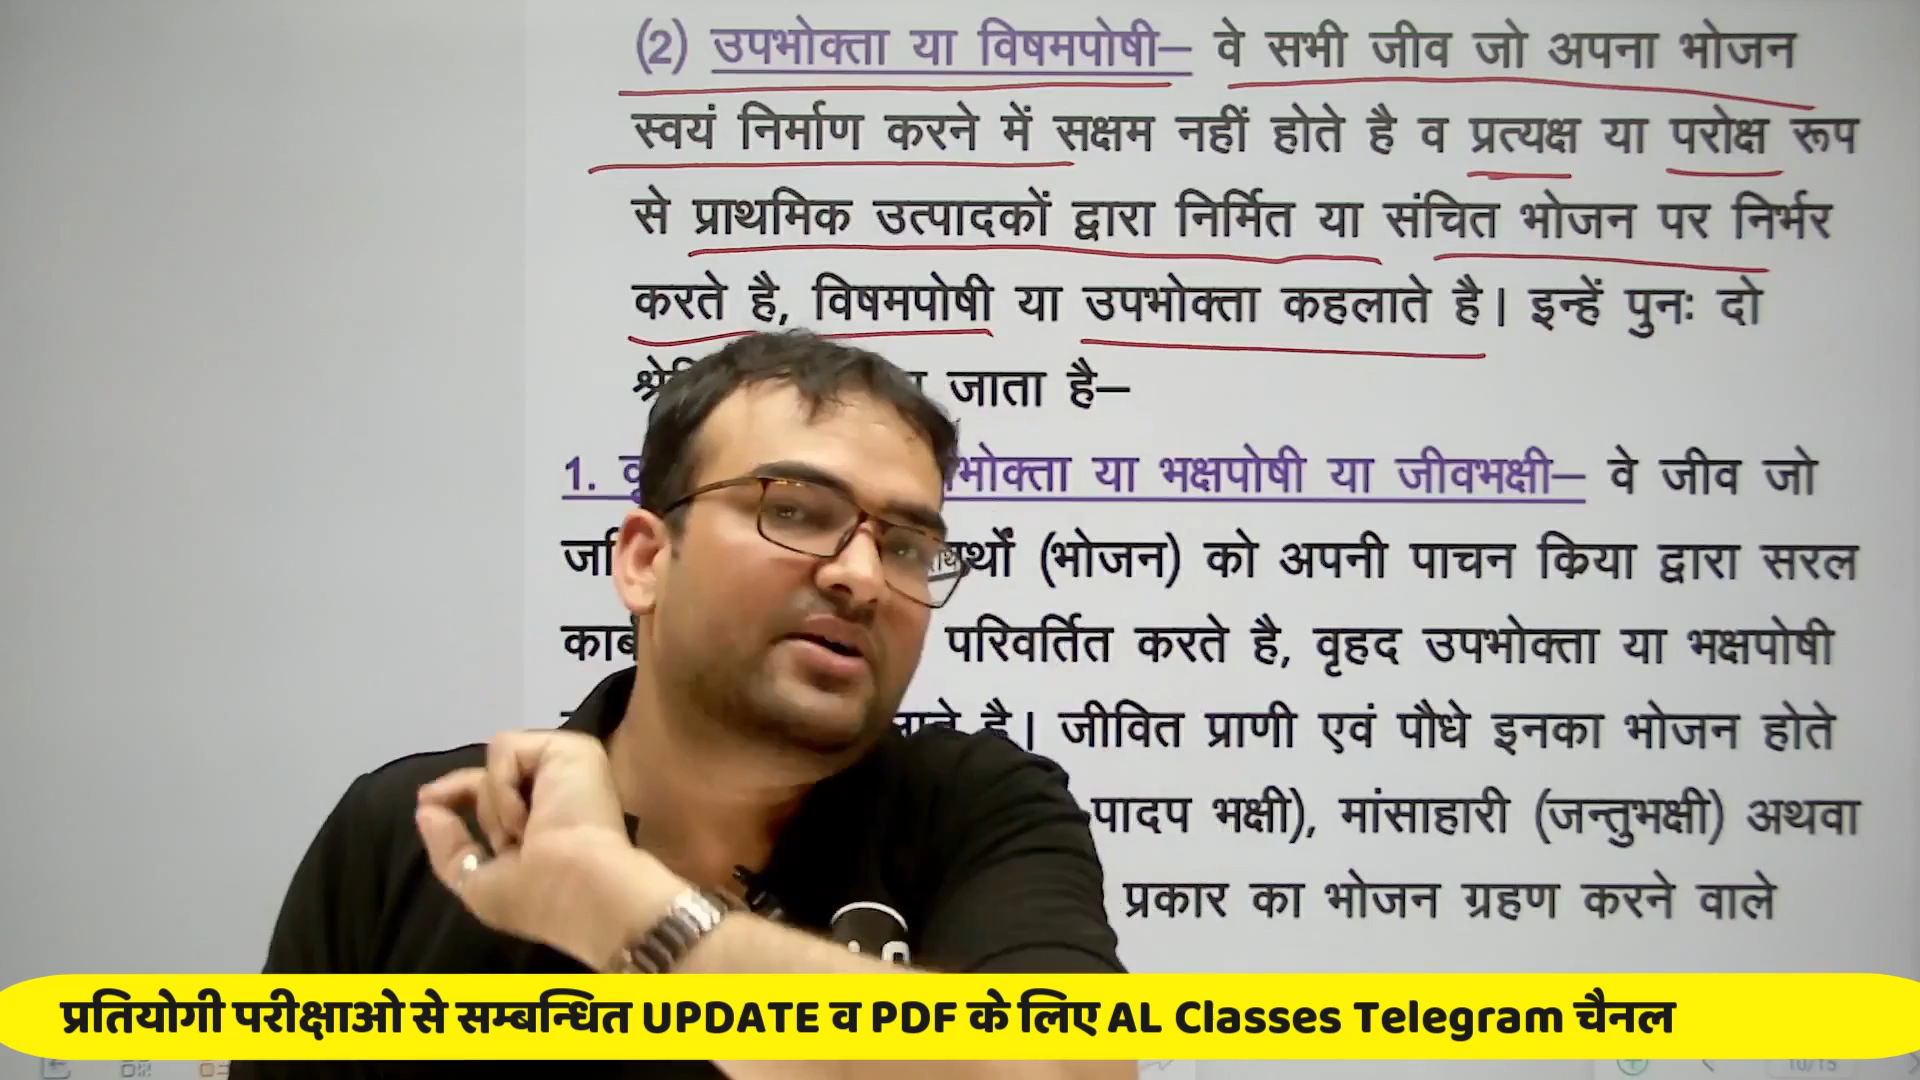 (2) उपभोक्ता या विषमपोषी– वे सभी जीव जो अपना भोजन
स्वयं निर्माण करने में सक्षम नहीं होते है व प्रत्यक्ष या परोक्ष रूप
से प्राथमिक उत्पादकों द्वारा निर्मित या संचित भोजन पर निर्भर
करते है, विषमपोषी या उपभोक्ता कहलाते है। इन्हें पुनः दो
जाता है–
1. भोक्ता या भक्षपोषी या जीवभक्षी– वे जीव जो
(भोजन) को अपनी पाचन क्रिया द्वारा सरल
परिवर्तित करते है, वृहद उपभोक्ता या भक्षपोषी
है। जीवित प्राणी एवं पौधे इनका भोजन होते
पादप भक्षी), मांसाहारी (जन्तुभक्षी) अथवा
प्रकार का भोजन ग्रहण करने वाले
प्रतियोगी परीक्षाओ से सम्बन्धित UPDATE व PDF के लिए AL Classes Telegram चैनल
10/15